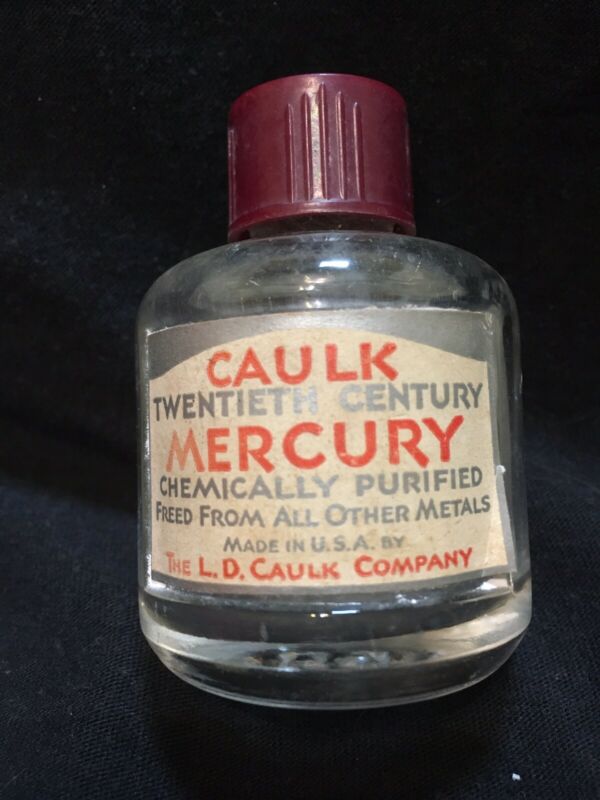 CAULK
TWENTIETH CENTURY
MERCURY
CHEMICALLY PURIFIED
FREED FROM ALL OTHER METALS
MADE IN U.S.A. BY
THE L.D. CAULK COMPANY